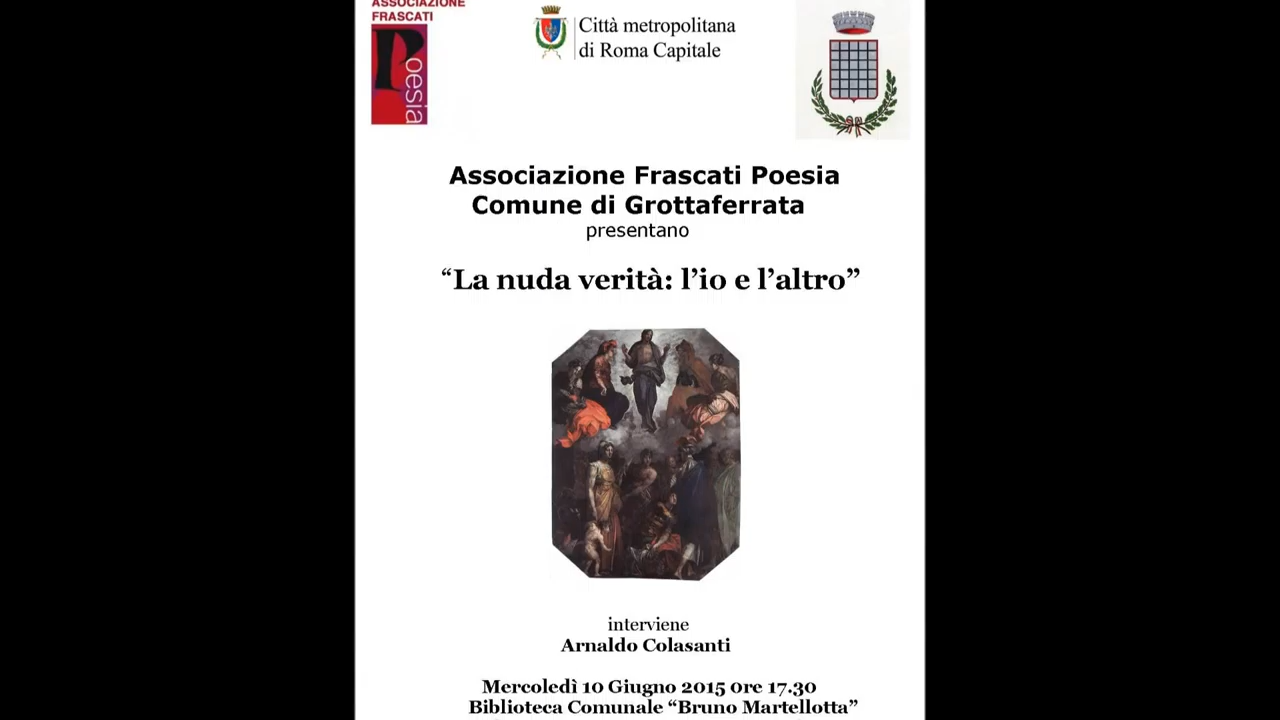 ASSOCIAZIONE
FRASCATI
Poesia
Città metropolitana
di Roma Capitale
Associazione Frascati Poesia
Comune di Grottaferrata
presentano
“La nuda verità: l’io e l’altro”
interviene
Arnaldo Colasanti
Mercoledì 10 Giugno 2015 0re 17.30
Biblioteca Comunale “Bruno Martellotta”